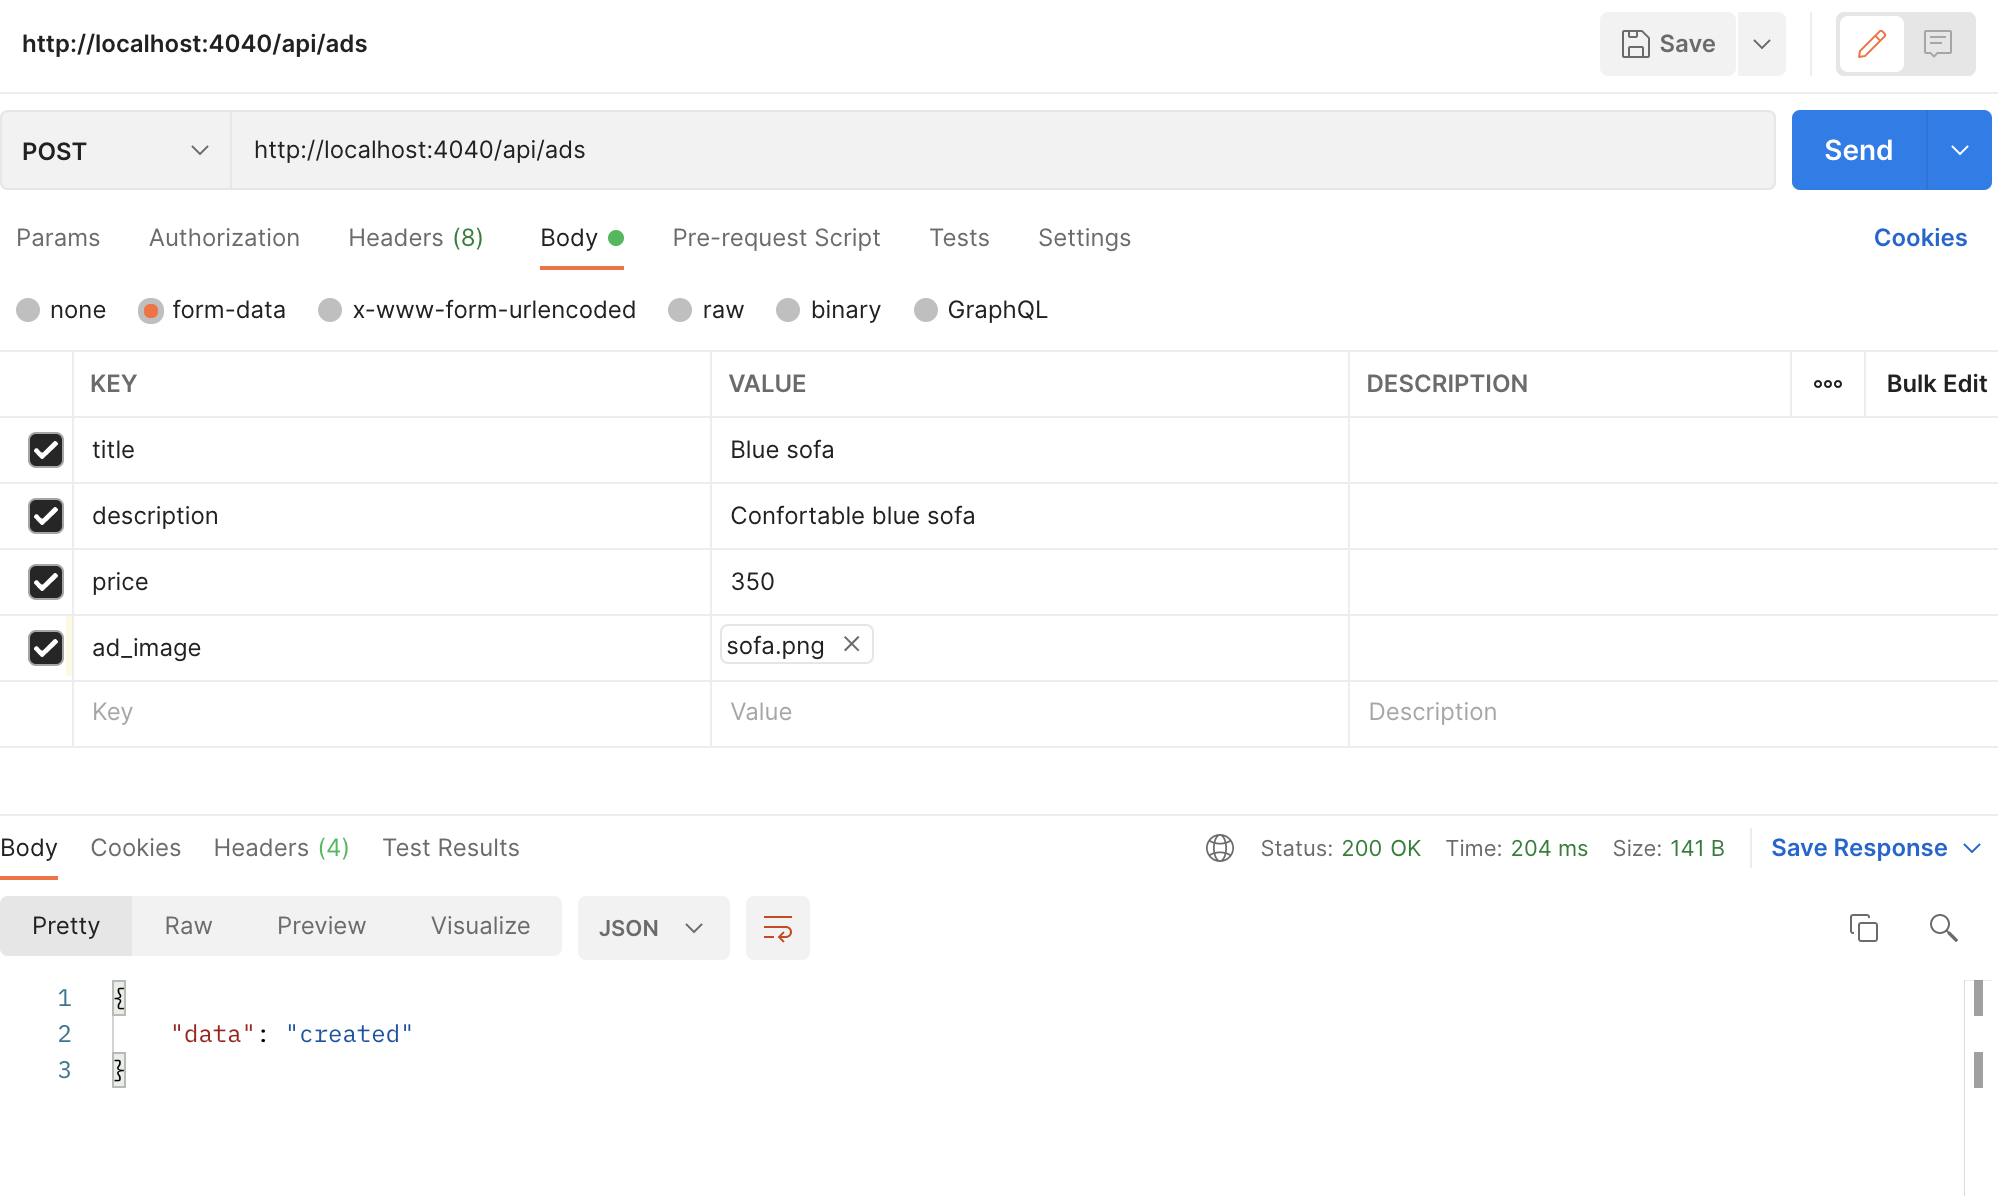 http://localhost:4040/api/ads
Save
POST
http://localhost:4040/api/ads
Send
Params Authorization Headers (8) Body Pre-request Script Tests Settings Cookies
none form-data x-www-form-urlencoded raw binary GraphQL
KEY VALUE DESCRIPTION ooo Bulk Edit
title Blue sofa
description Confortable blue sofa
price 350
ad_image sofa.png
Key Value Description
Body Cookies Headers (4) Test Results Status: 200 OK Time: 204 ms Size: 141 B Save Response
Pretty Raw Preview Visualize JSON
1 {
2 "data": "created"
3 }